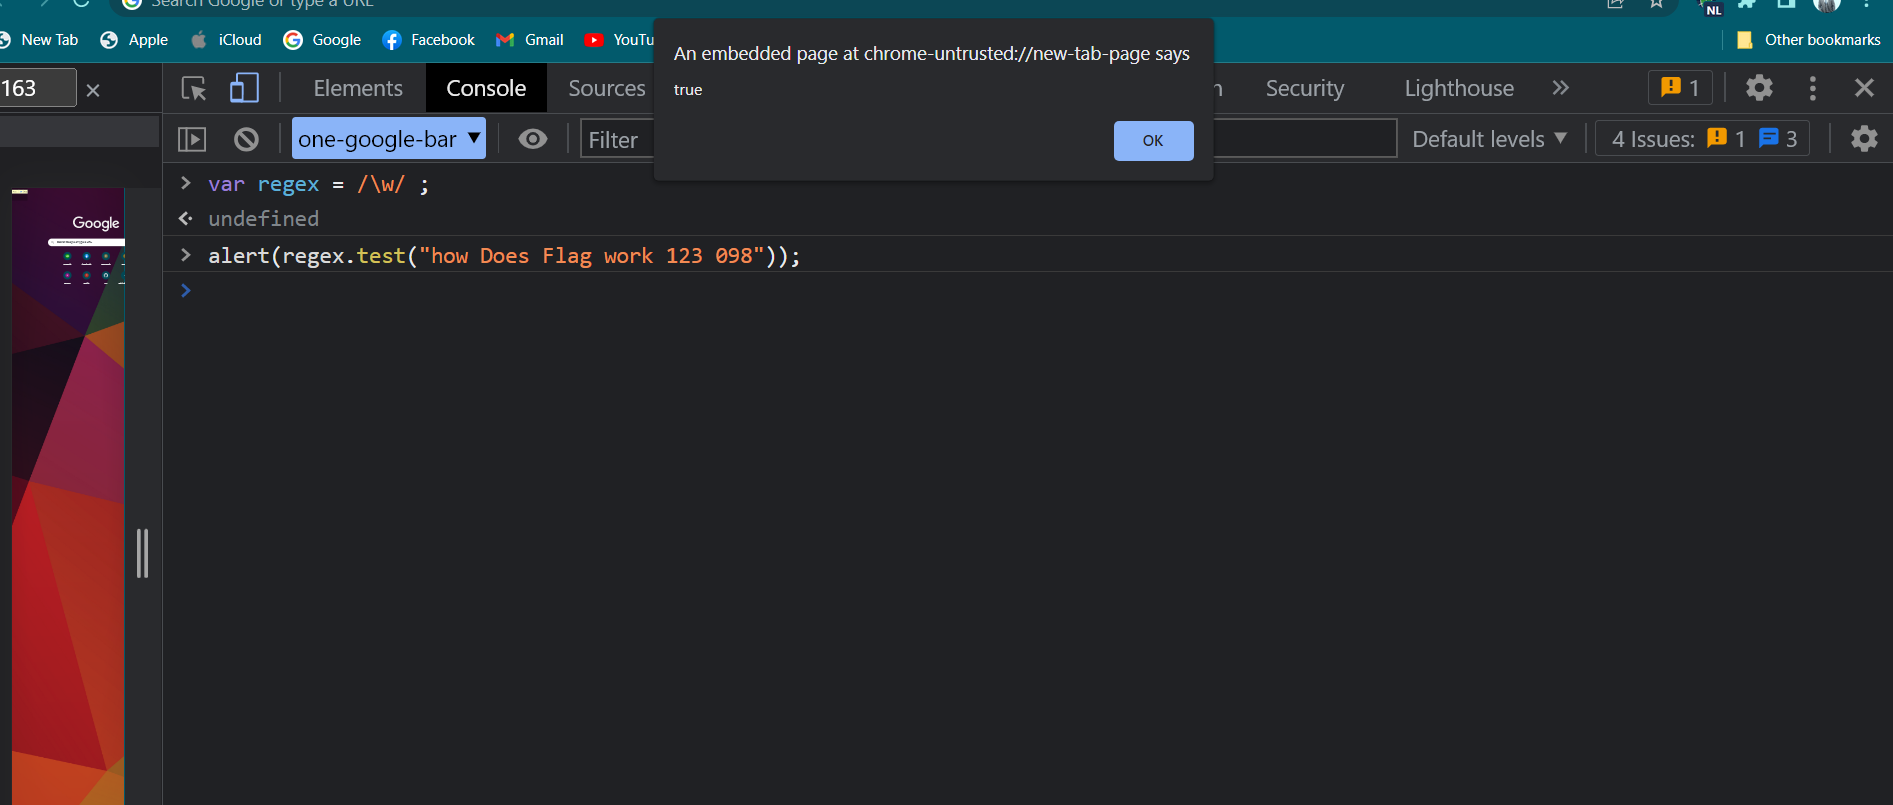 Search Google or type a URL
NL
New Tab Apple iCloud Google Facebook Gmail Other bookmarks
An embedded page at chrome-untrusted://new-tab-page says
true
OK
163 ×
Elements Console Sources Security Lighthouse » 1
one-google-bar ▼ Filter Default levels ▼ 4 Issues: 1 3
> var regex = /\w/ ;
undefined
> alert(regex.test("how Does Flag work 123 098"));
>
Google